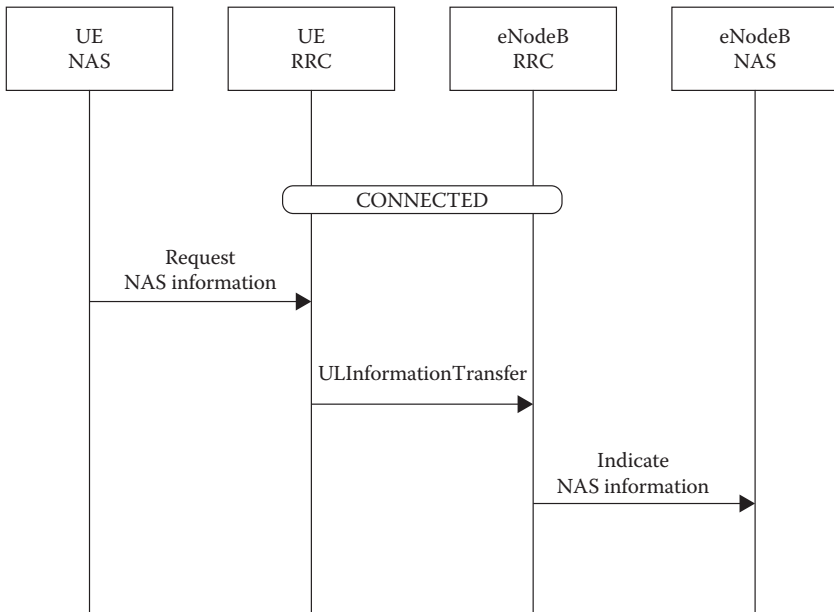 UE
NAS
UE
RRC
eNodeB
RRC
eNodeB
NAS
CONNECTED
Request
NAS information
ULInformationTransfer
Indicate
NAS information